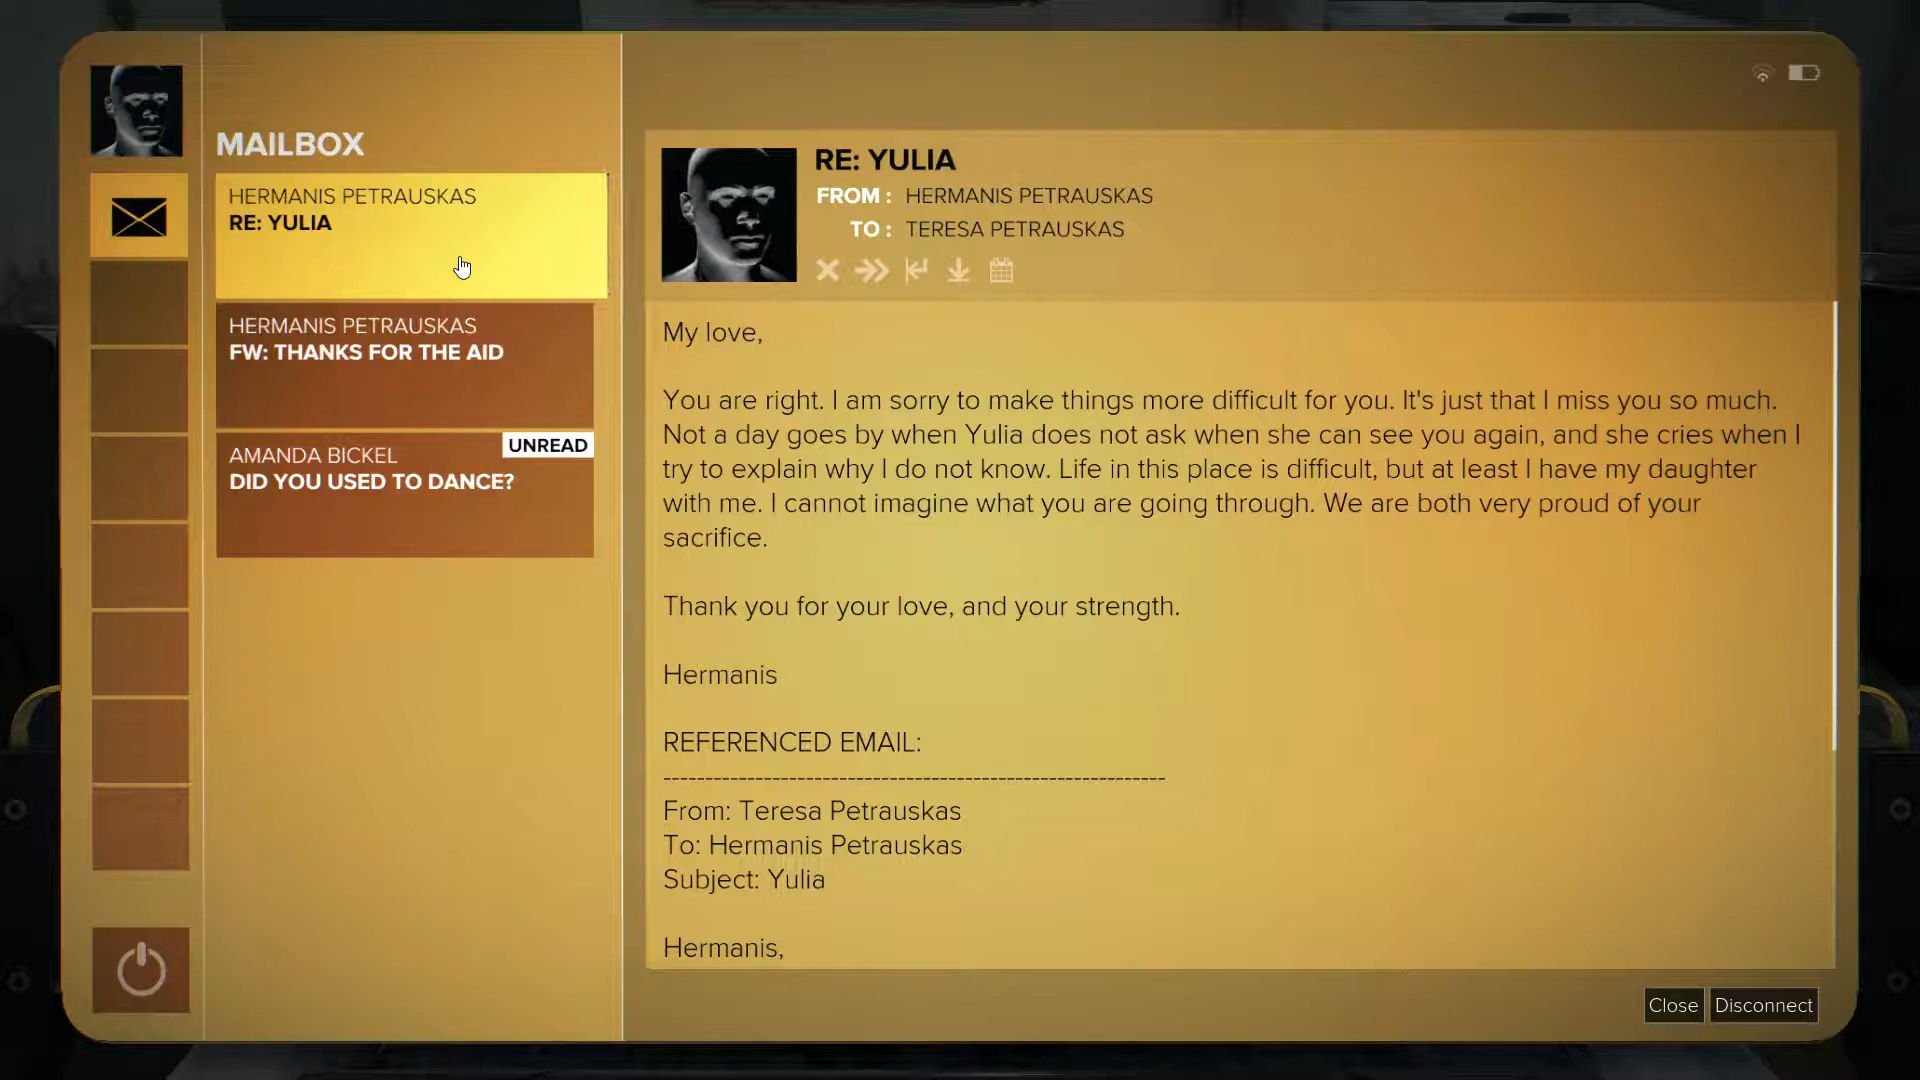 MAILBOX
HERMANIS PETRAUSKAS
RE: YULIA
HERMANIS PETRAUSKAS
FW: THANKS FOR THE AID
UNREAD
AMANDA BICKEL
DID YOU USED TO DANCE?
RE: YULIA
FROM : HERMANIS PETRAUSKAS
TO : TERESA PETRAUSKAS
My love,
You are right. I am sorry to make things more difficult for you. It's just that I miss you so much.
Not a day goes by when Yulia does not ask when she can see you again, and she cries when I
try to explain why I do not know. Life in this place is difficult, but at least I have my daughter
with me. I cannot imagine what you are going through. We are both very proud of your
sacrifice.
Thank you for your love, and your strength.
Hermanis
REFERENCED EMAIL:
------------------------------------------------------------
From: Teresa Petrauskas
To: Hermanis Petrauskas
Subject: Yulia
Hermanis,
Close
Disconnect